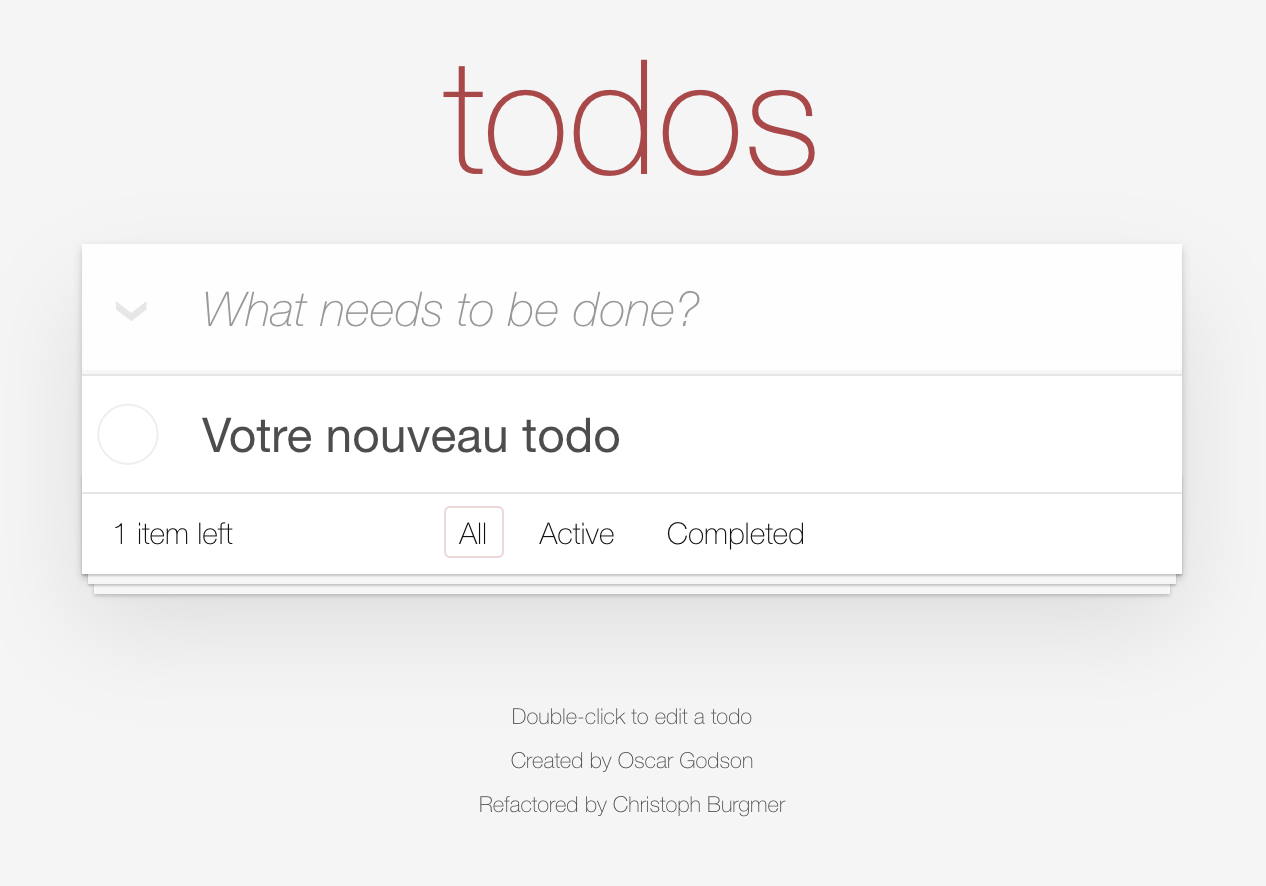 todos
What needs to be done?
Votre nouveau todo
1 item left All Active Completed
Double-click to edit a todo
Created by Oscar Godson
Refactored by Christoph Burgmer